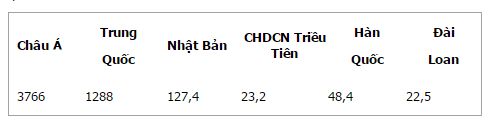 Châu Á Trung Quốc Nhật Bản CHDCN Triều Tiên Hàn Quốc Đài Loan
3766 1288 127,4 23,2 48,4 22,5